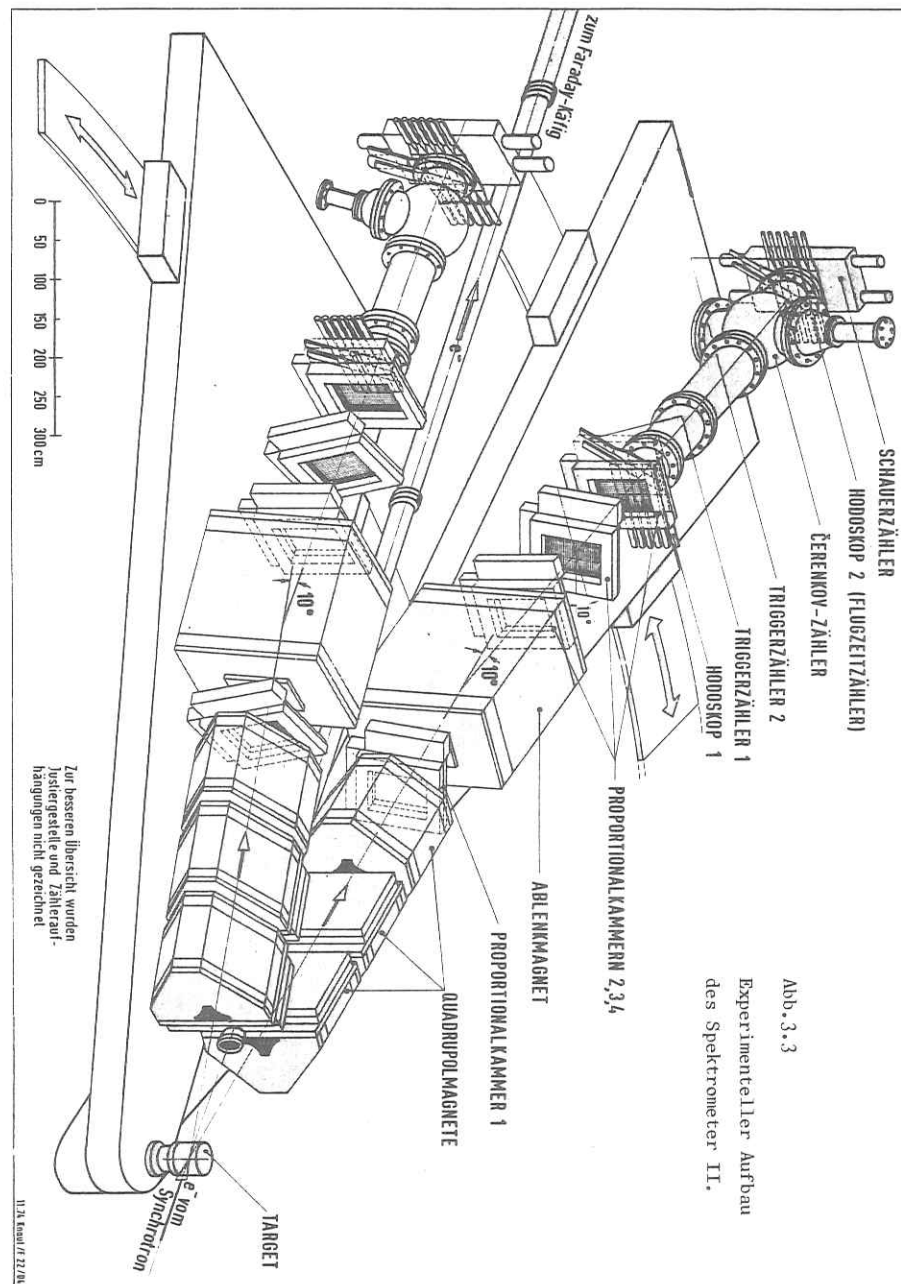 Abb.3.3
Experimenteller Aufbau
des Spektrometer II.
SCHAUERZÄHLER
HODOSKOP 2 (FLUGZEITZÄHLER)
ČERENKOV-ZÄHLER
TRIGGERZÄHLER 2
TRIGGERZÄHLER 1
HODOSKOP 1
PROPORTIONALKAMMERN 2,3,4
ABLENKMAGNET
PROPORTIONALKAMMER 1
QUADRUPOLMAGNETE
TARGET
e⁻ vom
Synchrotron
zum Faraday-Käfig
e⁻
10°
10°
10°
0 50 100 150 200 250 300 cm
Zur besseren Übersicht wurden
Justiergestelle und Zählerauf-
hängungen nicht gezeichnet